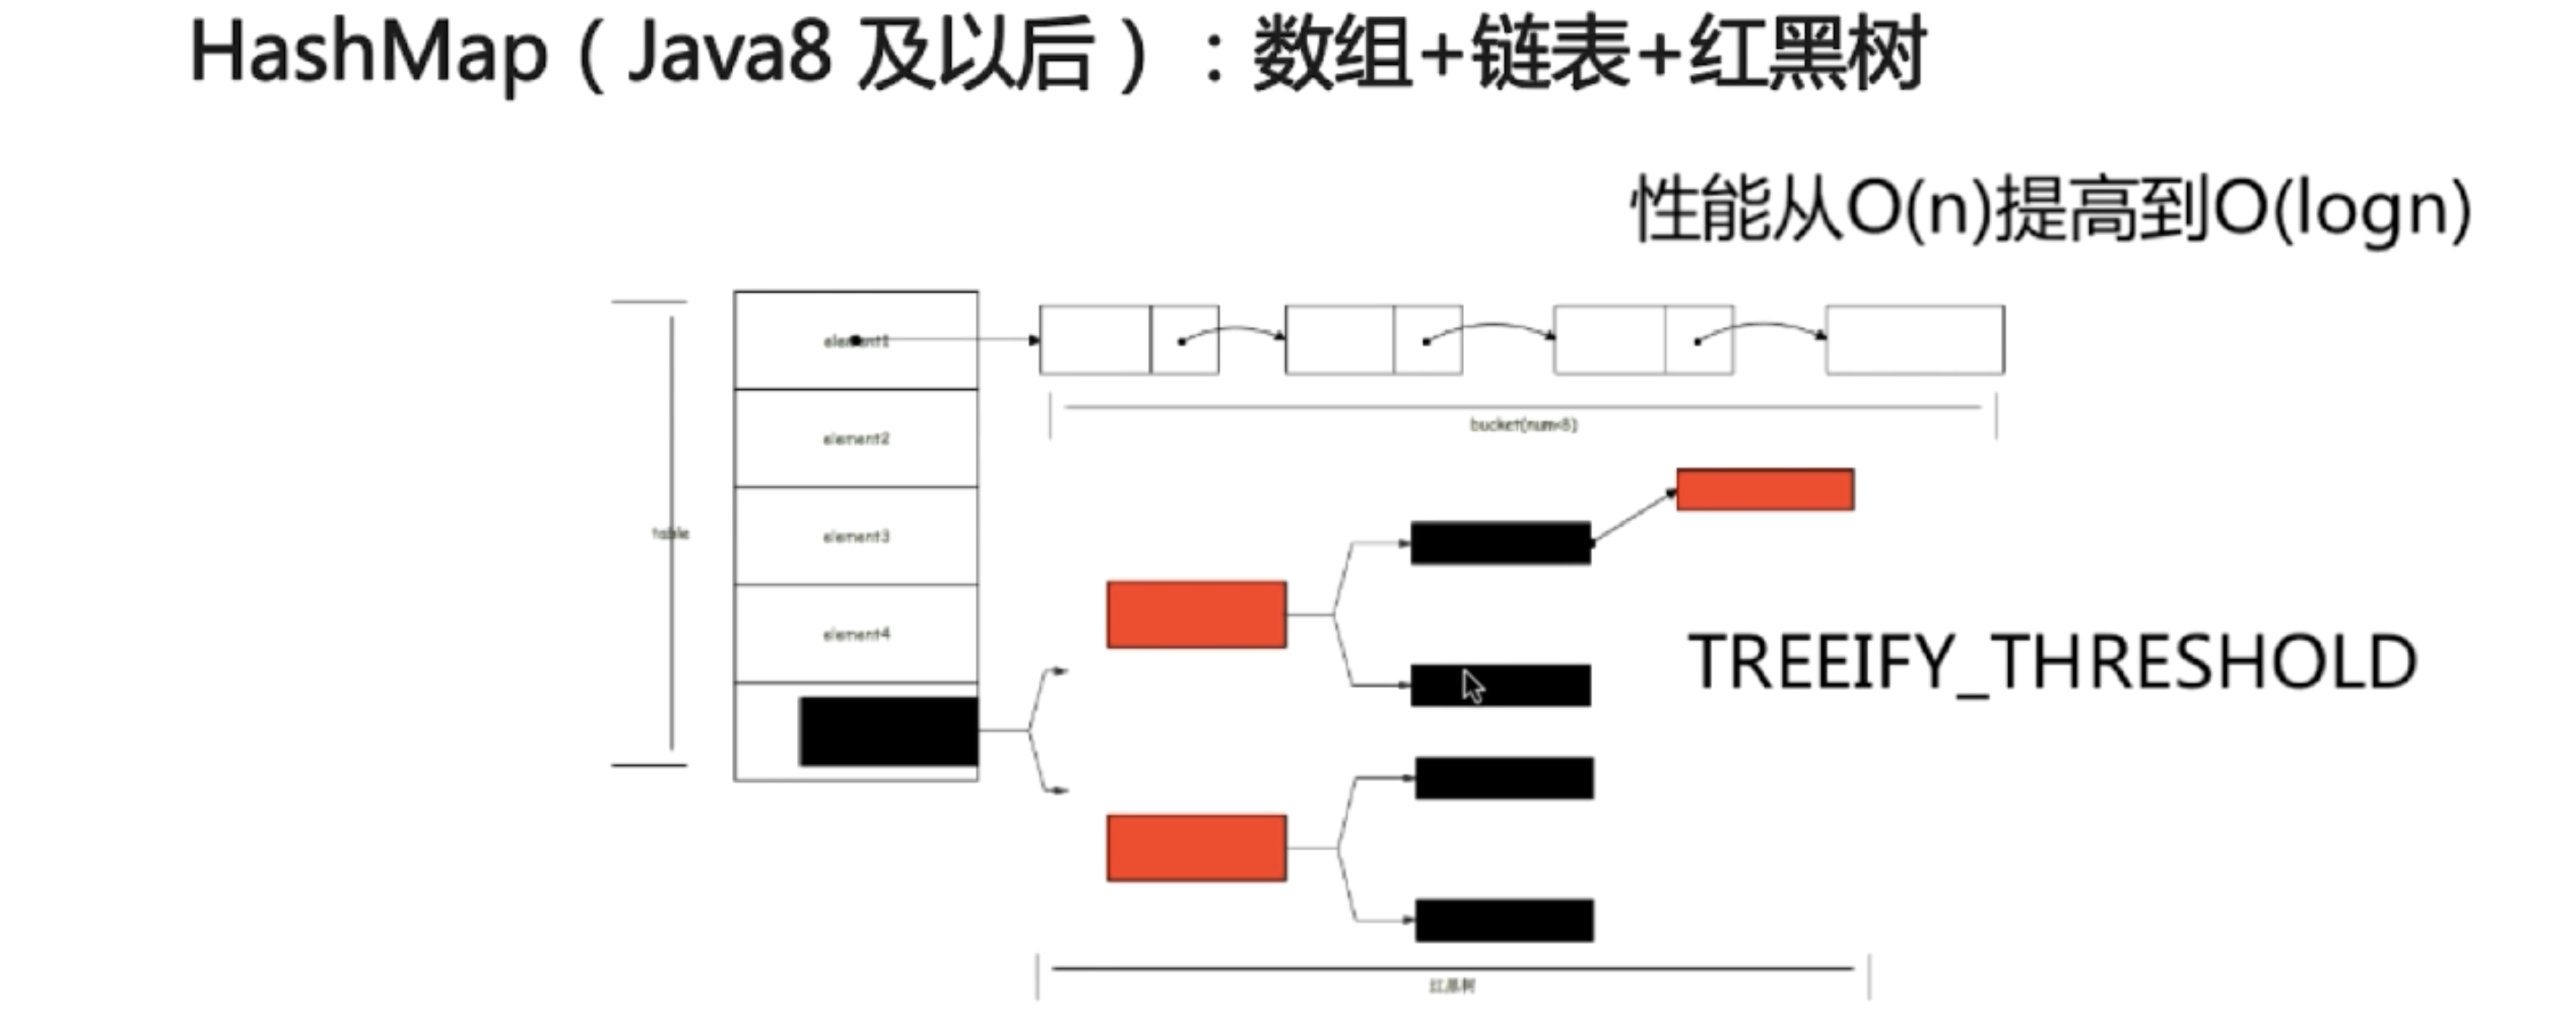 HashMap（Java8 及以后）：数组+链表+红黑树
性能从O(n)提高到O(logn)
element1
bucket(num<8)
element2
table
element3
element4
TREEIFY_THRESHOLD
红黑树